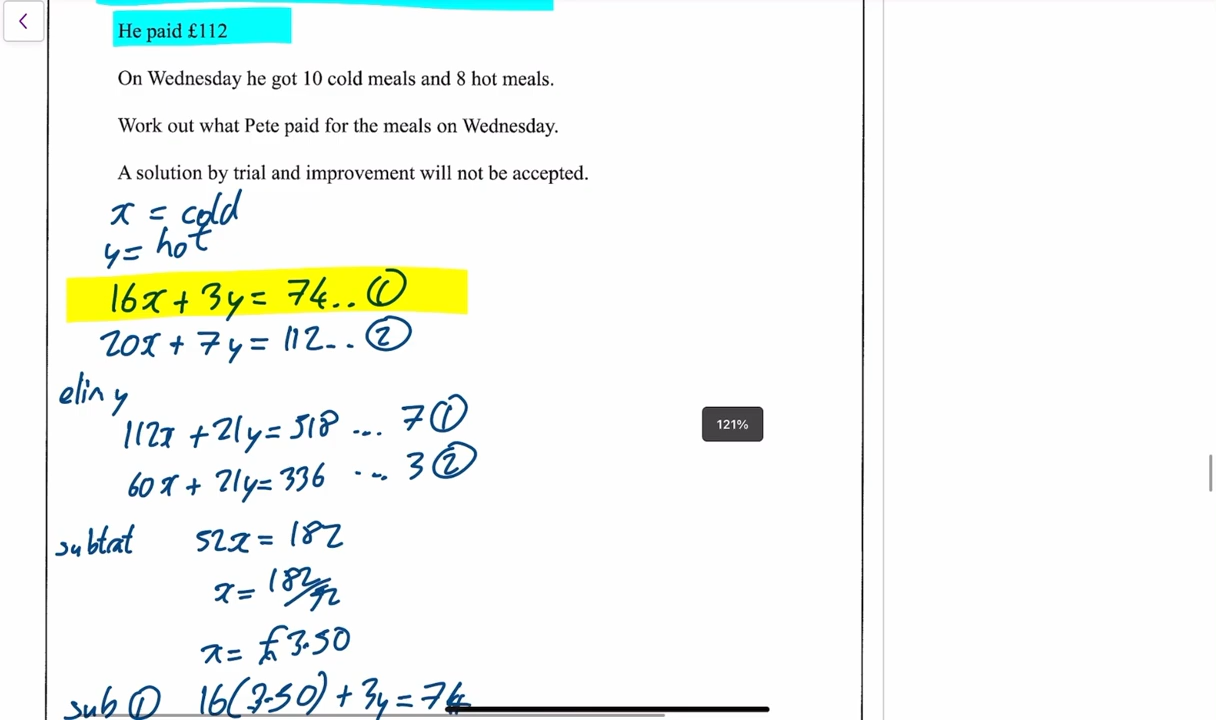 He paid £112
On Wednesday he got 10 cold meals and 8 hot meals.
Work out what Pete paid for the meals on Wednesday.
A solution by trial and improvement will not be accepted.
x = cold
y= hot
16x + 3y = 74.. ①
20x + 7y = 112.. ②
elin y
112x + 21y = 518 ... 7①
60x + 21y= 336 ... 3②
121%
subtat 52x = 182
x= 182/52
x= £3.50
sub ① 16(3.50) + 3y = 74